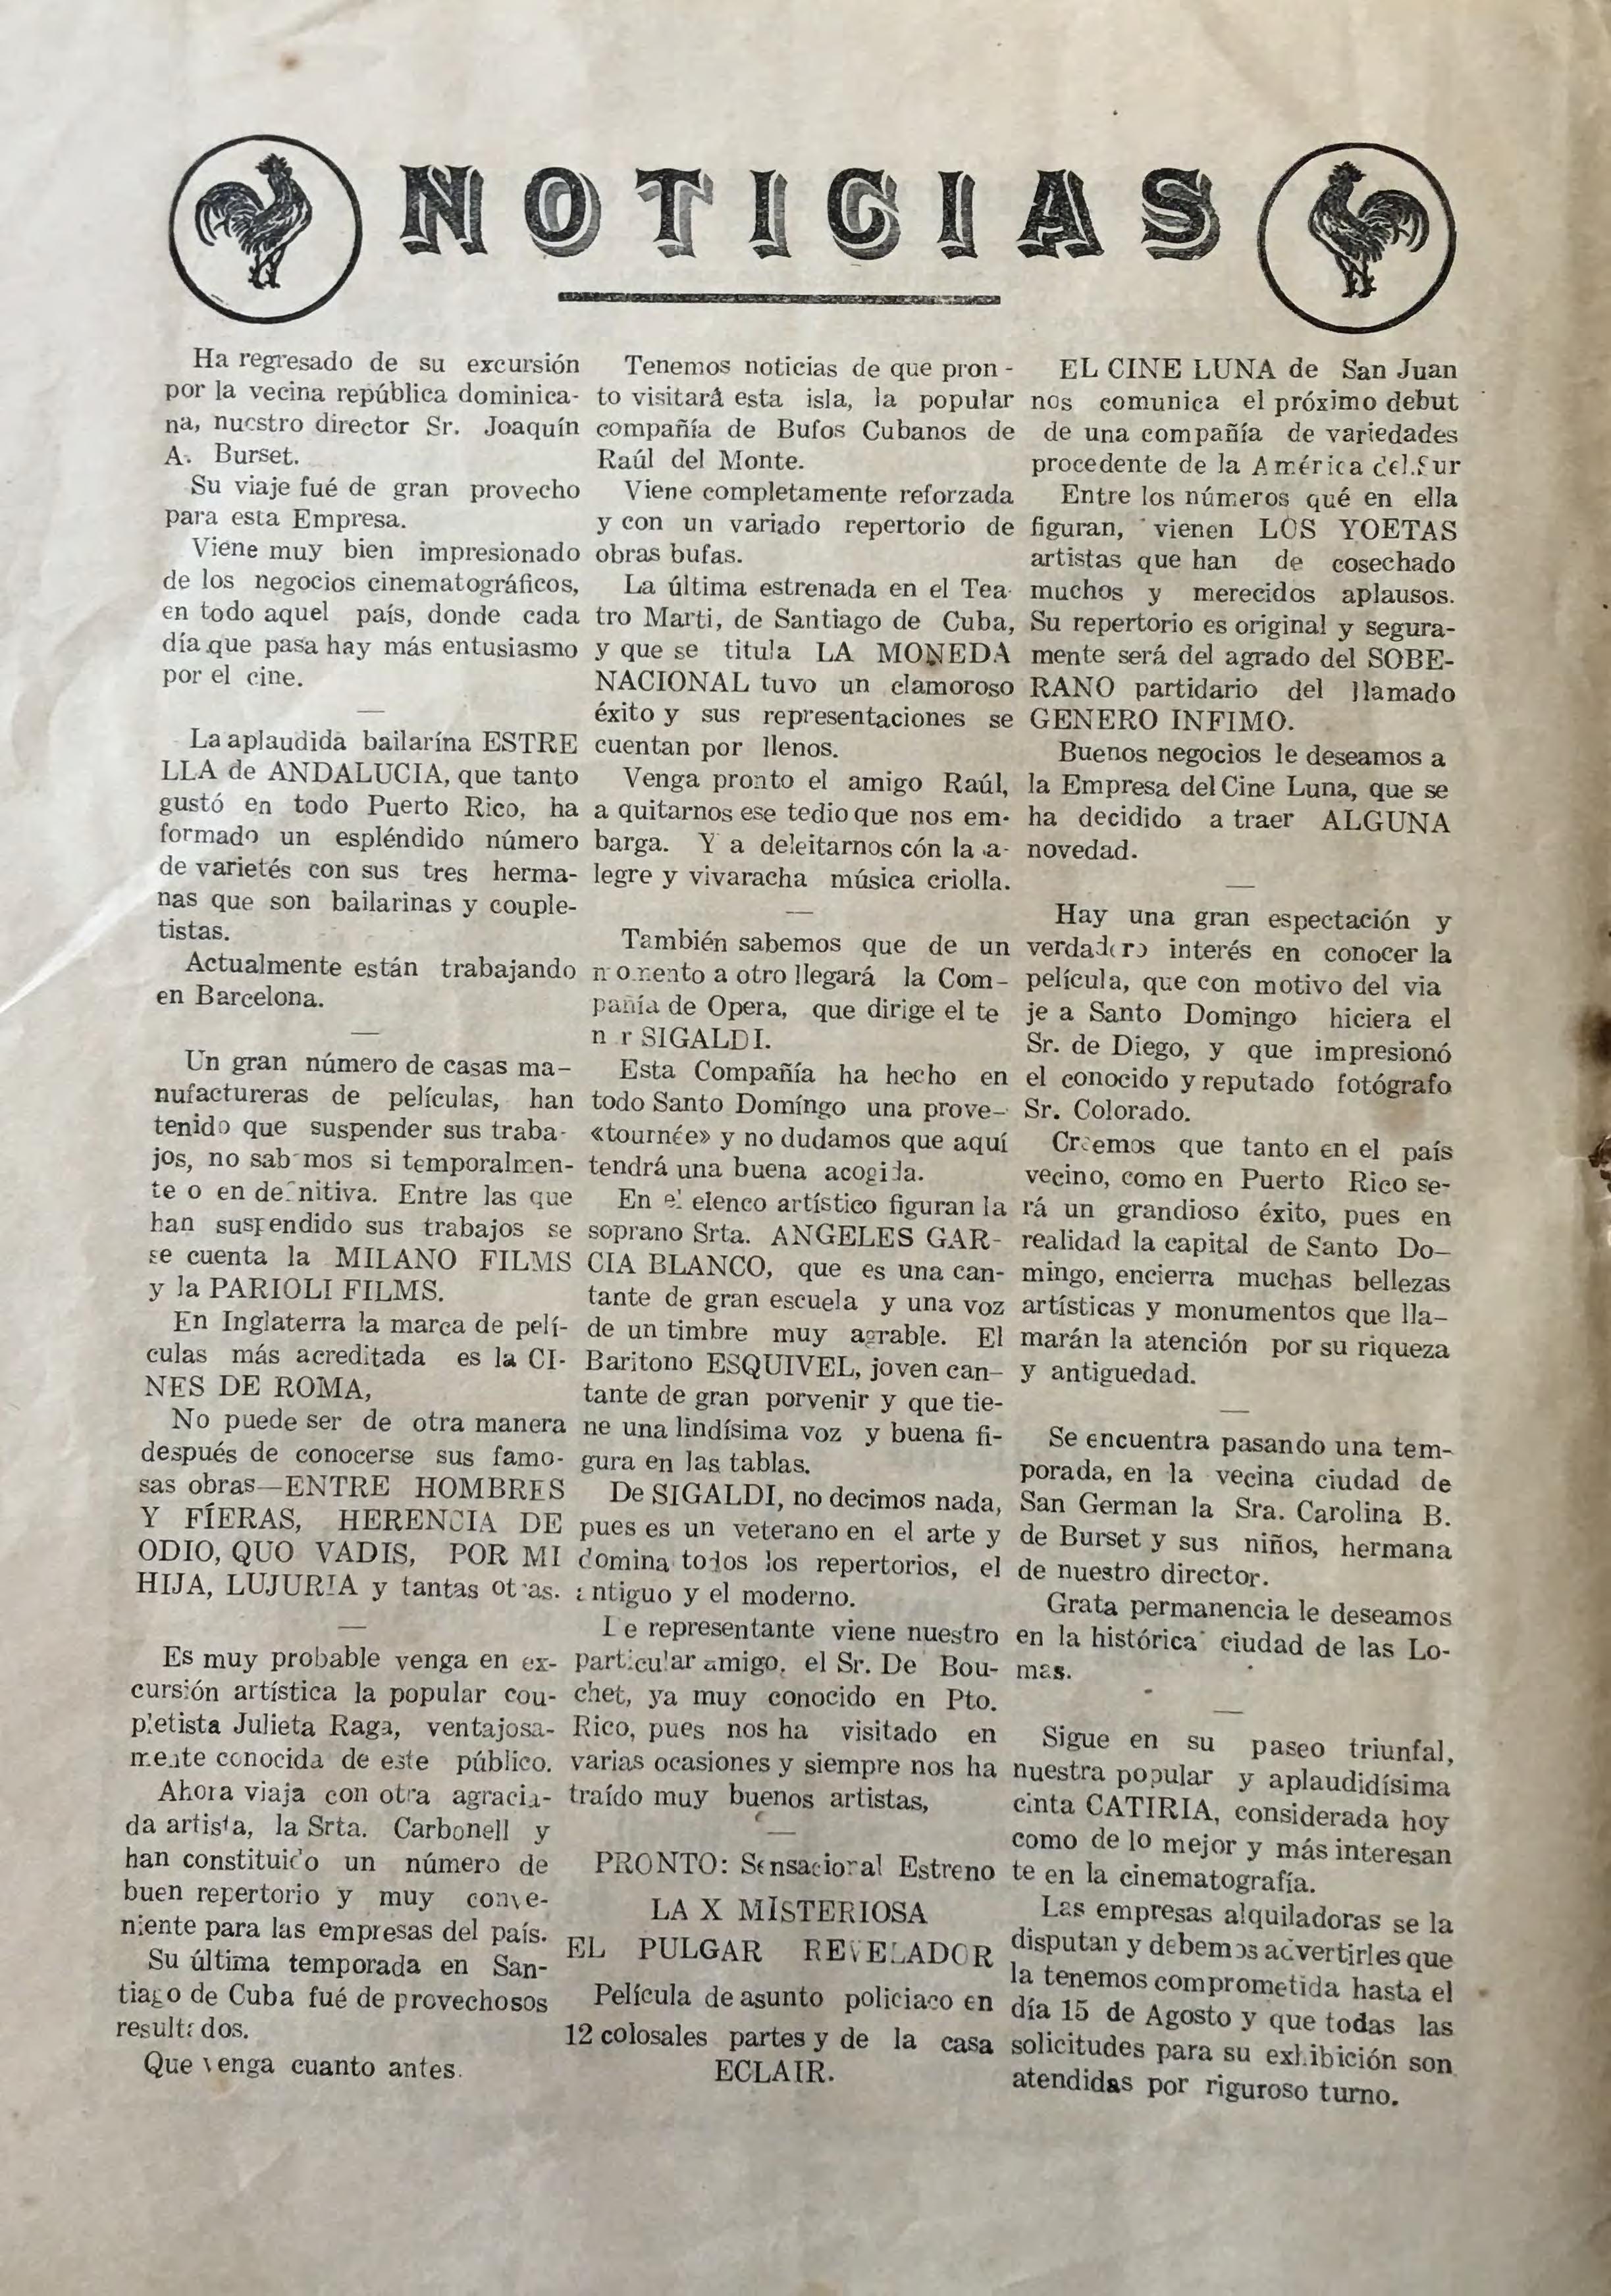 NOTICIAS
Ha regresado de su excursión
por la vecina república dominica-
na, nuestro director Sr. Joaquín
A. Burset.
Su viaje fué de gran provecho
para esta Empresa.
Viene muy bien impresionado
de los negocios cinematográficos,
en todo aquel país, donde cada
día que pasa hay más entusiasmo
por el cine.
—
La aplaudida bailarína ESTRE
LLA de ANDALUCIA, que tanto
gustó en todo Puerto Rico, ha
formado un espléndido número
de varietés con sus tres herma-
nas que son bailarinas y couple-
tistas.
Actualmente están trabajando
en Barcelona.
—
Un gran número de casas ma-
nufactureras de películas, han
tenido que suspender sus traba-
jos, no sabemos si temporalmen-
te o en definitiva. Entre las que
han suspendido sus trabajos se
se cuenta la MILANO FILMS
y la PARIOLI FILMS.
En Inglaterra la marca de pelí-
culas más acreditada es la CI-
NES DE ROMA,
No puede ser de otra manera
después de conocerse sus famo-
sas obras—ENTRE HOMBRES
Y FÍERAS, HERENCIA DE
ODIO, QUO VADIS, POR MI
HIJA, LUJURIA y tantas otras.
—
Es muy probable venga en ex-
cursión artística la popular cou-
pletista Julieta Raga, ventajosa-
mente conocida de este público.
Ahora viaja con otra agracia-
da artista, la Srta. Carbonell y
han constituido un número de
buen repertorio y muy conve-
niente para las empresas del país.
Su última temporada en San-
tiago de Cuba fué de provechosos
resultados.
Que venga cuanto antes.
Tenemos noticias de que pron-
to visitará esta isla, la popular
compañía de Bufos Cubanos de
Raúl del Monte.
Viene completamente reforzada
y con un variado repertorio de
obras bufas.
La última estrenada en el Tea-
tro Marti, de Santiago de Cuba,
y que se titula LA MONEDA
NACIONAL tuvo un clamoroso
éxito y sus representaciones se
cuentan por llenos.
Venga pronto el amigo Raúl,
a quitarnos ese tedio que nos em-
barga. Y a deleitarnos cón la a-
legre y vivaracha música criolla.
—
También sabemos que de un
momento a otro llegará la Com-
pañía de Opera, que dirige el te
nor SIGALDI.
Esta Compañía ha hecho en
todo Santo Domíngo una prove-
«tournée» y no dudamos que aquí
tendrá una buena acogida.
En el elenco artístico figuran la
soprano Srta. ANGELES GAR-
CIA BLANCO, que es una can-
tante de gran escuela y una voz
de un timbre muy agrable. El
Baritono ESQUIVEL, joven can-
tante de gran porvenir y que tie-
ne una lindísima voz y buena fi-
gura en las tablas.
De SIGALDI, no decimos nada,
pues es un veterano en el arte y
domina todos los repertorios, el
antiguo y el moderno.
De representante viene nuestro
particular amigo, el Sr. De Bou-
chet, ya muy conocido en Pto.
Rico, pues nos ha visitado en
varias ocasiones y siempre nos ha
traído muy buenos artistas,
—
PRONTO: Sensacional Estreno
LA X MISTERIOSA
EL PULGAR REVELADOR
Película de asunto policiaco en
12 colosales partes y de la casa
ECLAIR.
EL CINE LUNA de San Juan
nos comunica el próximo debut
de una compañía de variedades
procedente de la América del Sur
Entre los números qué en ella
figuran, vienen LOS YOETAS
artistas que han de cosechado
muchos y merecidos aplausos.
Su repertorio es original y segura-
mente será del agrado del SOBE-
RANO partidario del llamado
GENERO INFIMO.
Buenos negocios le deseamos a
la Empresa del Cine Luna, que se
ha decidido a traer ALGUNA
novedad.
—
Hay una gran espectación y
verdadero interés en conocer la
película, que con motivo del via
je a Santo Domingo hiciera el
Sr. de Diego, y que impresionó
el conocido y reputado fotógrafo
Sr. Colorado.
Creemos que tanto en el país
vecino, como en Puerto Rico se-
rá un grandioso éxito, pues en
realidad la capital de Santo Do-
mingo, encierra muchas bellezas
artísticas y monumentos que lla-
marán la atención por su riqueza
y antiguedad.
—
Se encuentra pasando una tem-
porada, en la vecina ciudad de
San German la Sra. Carolina B.
de Burset y sus niños, hermana
de nuestro director.
Grata permanencia le deseamos
en la histórica ciudad de las Lo-
mas.
—
Sigue en su paseo triunfal,
nuestra popular y aplaudidísima
cinta CATIRIA, considerada hoy
como de lo mejor y más interesan
te en la cinematografía.
Las empresas alquiladoras se la
disputan y debemos advertirles que
la tenemos comprometida hasta el
día 15 de Agosto y que todas las
solicitudes para su exhibición son
atendidas por riguroso turno.